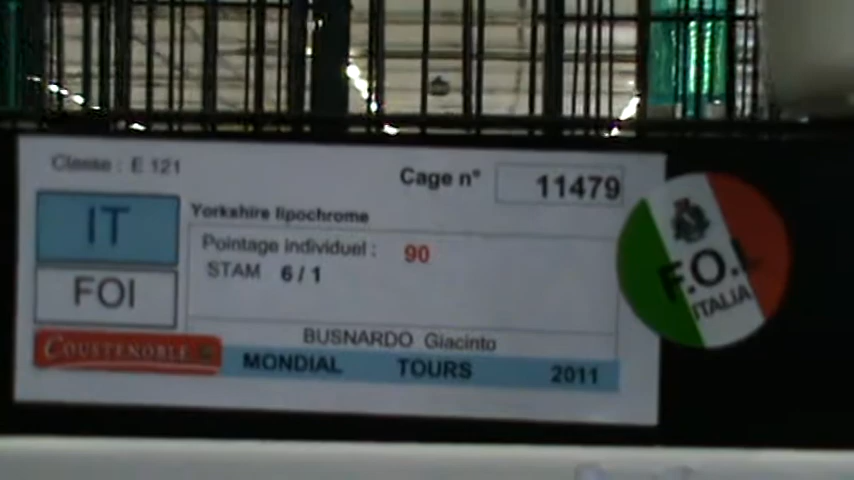 Classe : E 121
Cage n° 11479
IT
Yorkshire lipochrome
Pointage individuel : 90
STAM 6 / 1
FOI
BUSNARDO Giacinto
COUSTENOBLE
MONDIAL TOURS 2011
F.O.I.
ITALIA